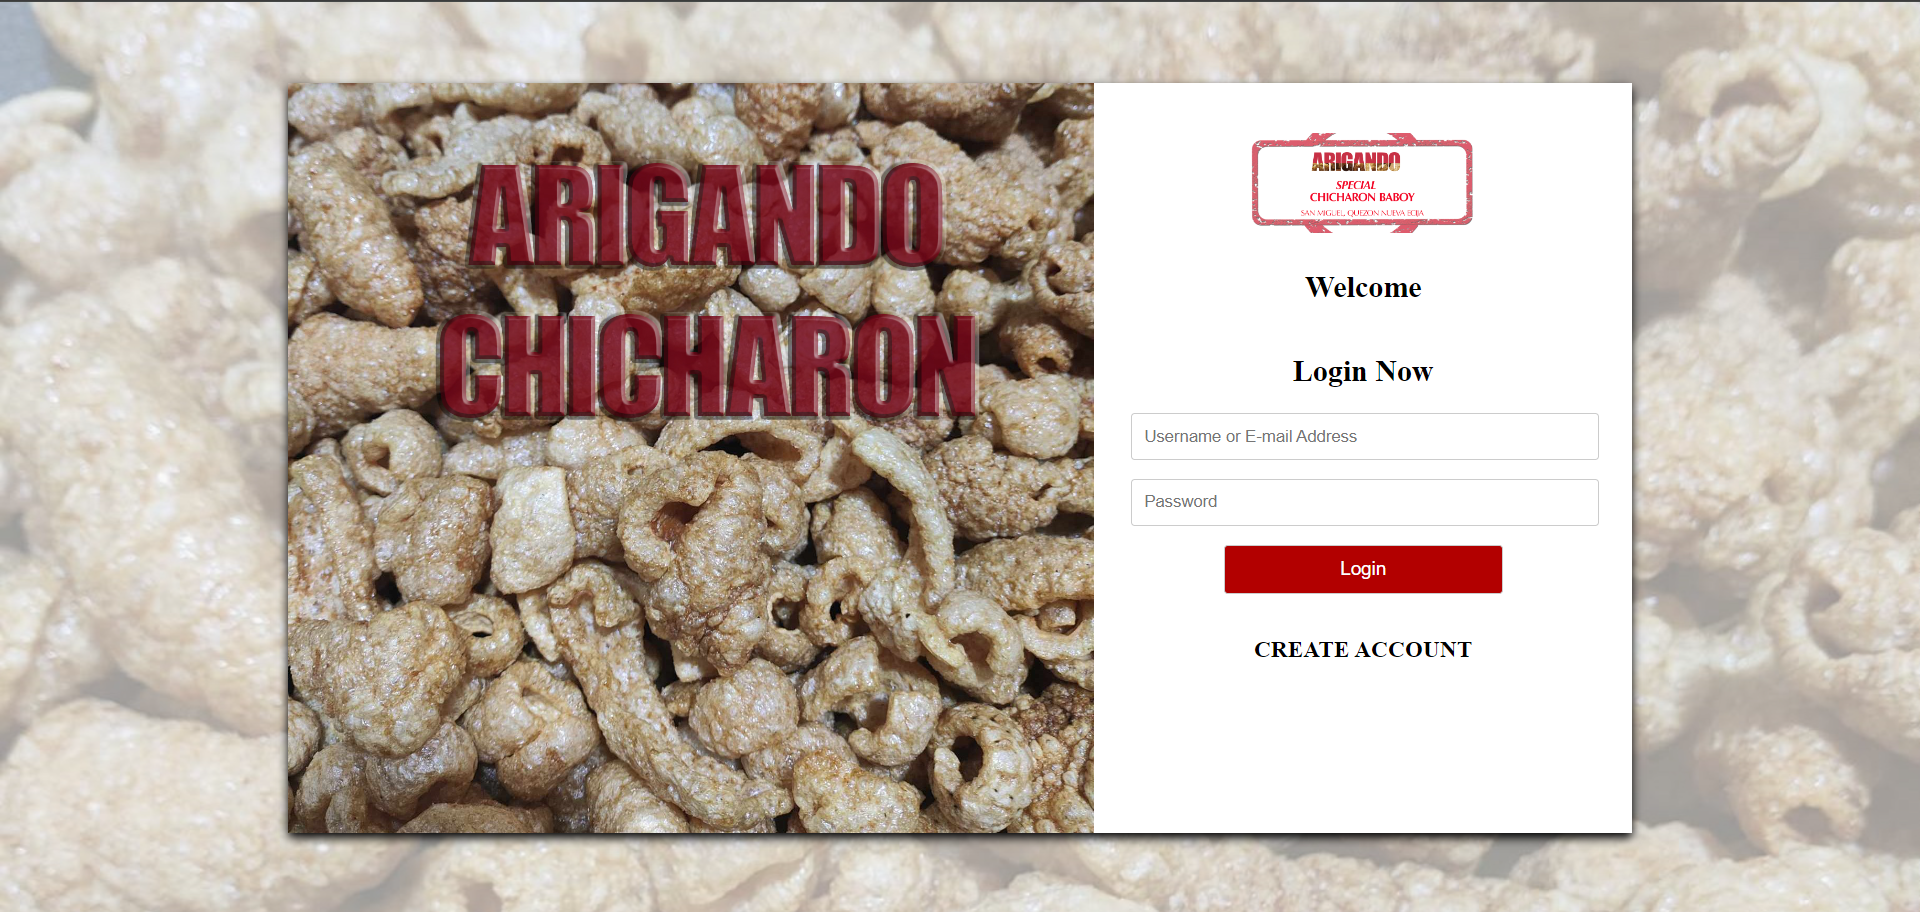 ARIGANDO
CHICHARON
ARIGANDO
SPECIAL
CHICHARON BABOY
SAN MIGUEL, QUEZON NUEVA ECIJA
Welcome
Login Now
Username or E-mail Address
Password
Login
CREATE ACCOUNT